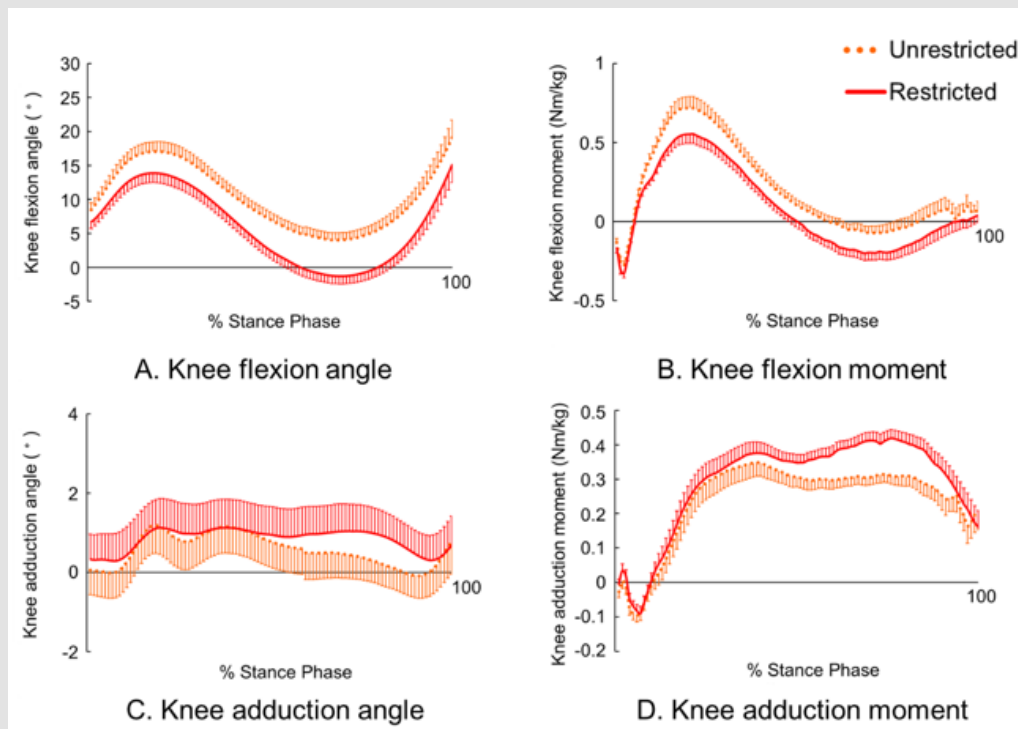 Unrestricted
Restricted
Knee flexion angle ( ° )
30
25
20
15
10
5
0
-5
100
% Stance Phase
A. Knee flexion angle
Knee flexion moment (Nm/kg)
1
0.5
0
-0.5
100
% Stance Phase
B. Knee flexion moment
Knee adduction angle ( ° )
4
2
0
-2
100
% Stance Phase
C. Knee adduction angle
Knee adduction moment (Nm/kg)
0.5
0.4
0.3
0.2
0.1
0
-0.1
-0.2
100
% Stance Phase
D. Knee adduction moment